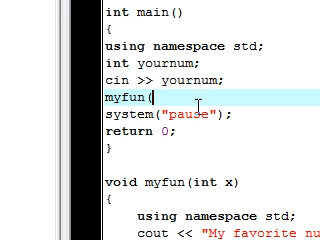 int main()
{
using namespace std;
int yournum;
cin >> yournum;
myfun(
system("pause");
return 0;
}
void myfun(int x)
{
using namespace std;
cout << "My favorite nu